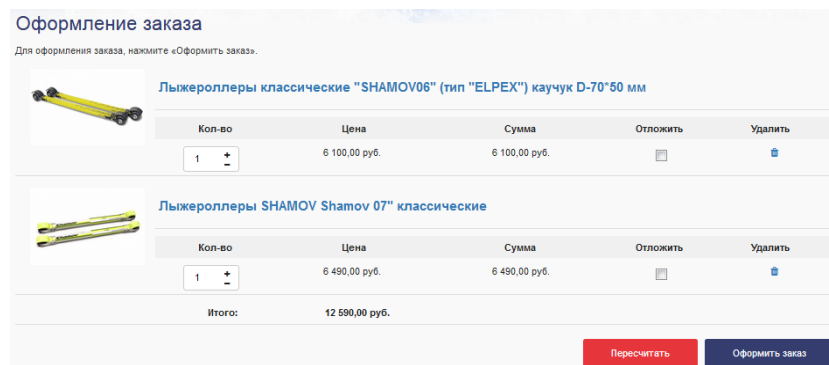 Оформление заказа
Для оформления заказа, нажмите «Оформить заказ».
Лыжероллеры классические "SHAMOV06" (тип "ELPEX") каучук D-70*50 мм
Кол-во Цена Сумма Отложить Удалить
1 + - 6 100,00 руб. 6 100,00 руб.
Лыжероллеры SHAMOV Shamov 07" классические
Кол-во Цена Сумма Отложить Удалить
1 + - 6 490,00 руб. 6 490,00 руб.
Итого: 12 590,00 руб.
Пересчитать Оформить заказ